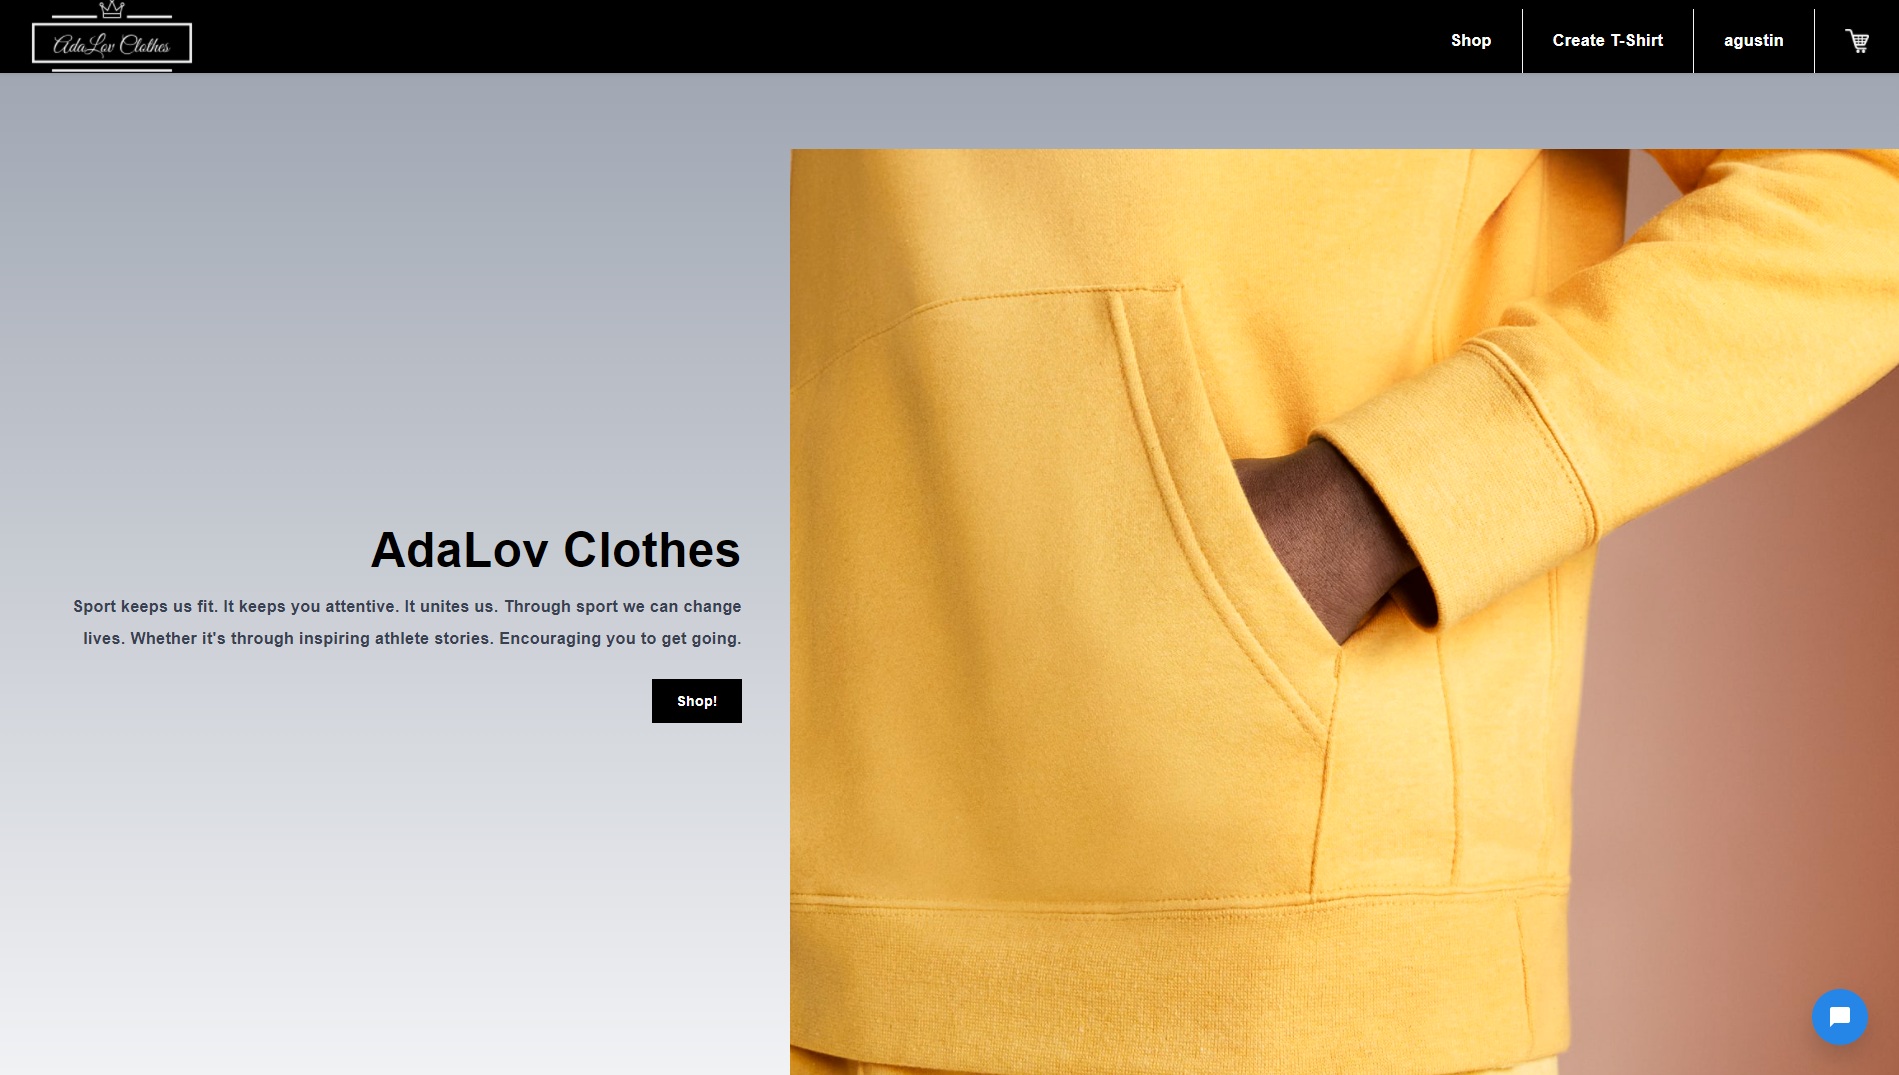 AdaLov Clothes
Shop
Create T-Shirt
agustin
AdaLov Clothes
Sport keeps us fit. It keeps you attentive. It unites us. Through sport we can change
lives. Whether it's through inspiring athlete stories. Encouraging you to get going.
Shop!